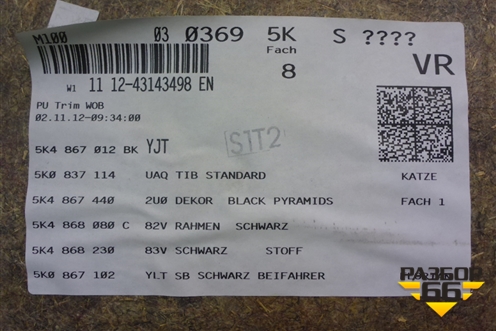 M100 03 0369 5K S ????
Fach
8 VR
W1 11 12-43143498 EN
PU Trim WOB
02.11.12-09:34:00
S1T2
5K4 867 012 BK YJT
5K0 837 114 UAQ TIB STANDARD KATZE
5K4 867 440 2U0 DEKOR BLACK PYRAMIDS FACH 1
5K4 868 080 C 82V RAHMEN SCHWARZ
5K4 868 230 83V SCHWARZ STOFF
5K0 867 102 YLT SB SCHWARZ BEIFAHRER
РАЗБОР
66